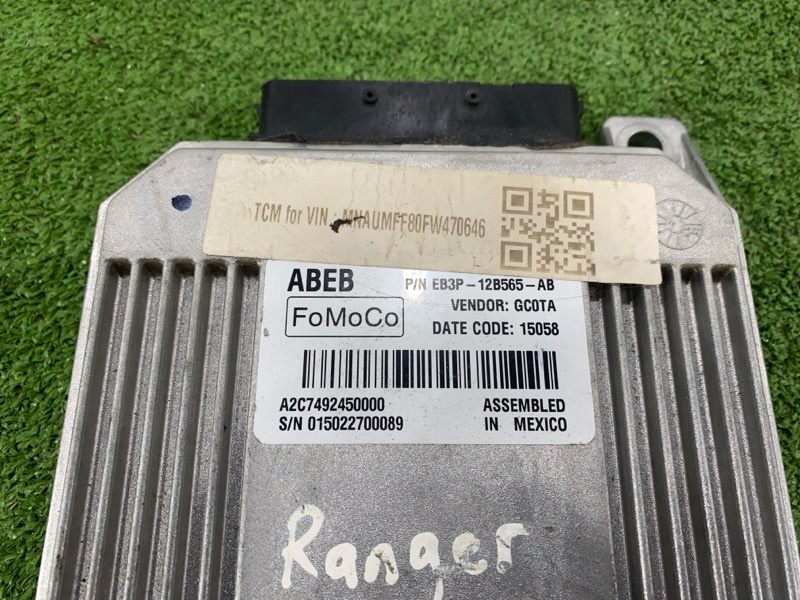 TCM for VIN : MNAUMFF80FW470646
ABEB
P/N EB3P-12B565-AB
FoMoCo
VENDOR: GC0TA
DATE CODE: 15058
A2C7492450000
ASSEMBLED
S/N 015022700089
IN MEXICO
Ranger